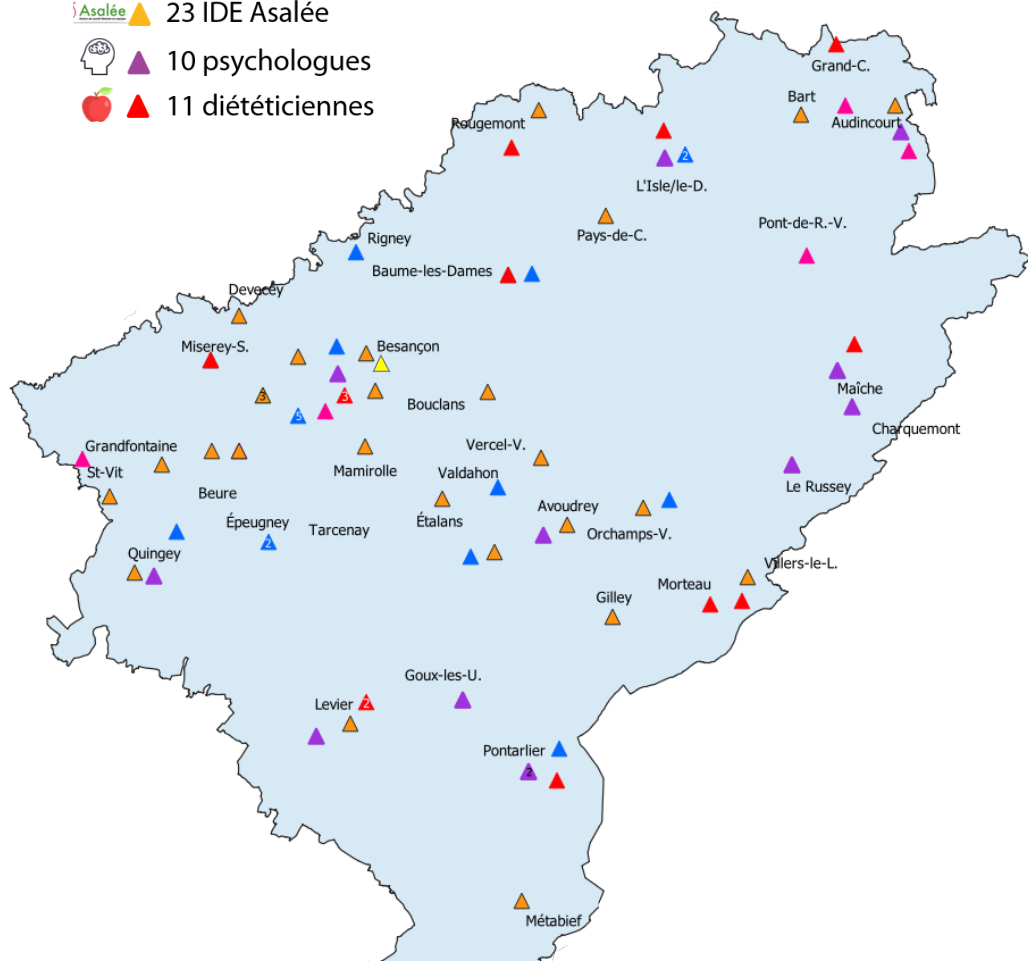 Asalée
23 IDE Asalée
10 psychologues
11 diététiciennes
Grand-C.
Bart
Audincourt
Rougemont
2
L'Isle/le-D.
Pays-de-C.
Pont-de-R.-V.
Rigney
Baume-les-Dames
Devecey
Miserey-S.
Besançon
Maîche
3
3
Bouclans
5
Charquemont
Grandfontaine
St-Vit
Vercel-V.
Mamirolle
Valdahon
Le Russey
Beure
Avoudrey
Épeugney
Tarcenay
Étalans
Orchamps-V.
2
Quingey
Villers-le-L.
Morteau
Gilley
Goux-les-U.
Levier
2
Pontarlier
2
Métabief